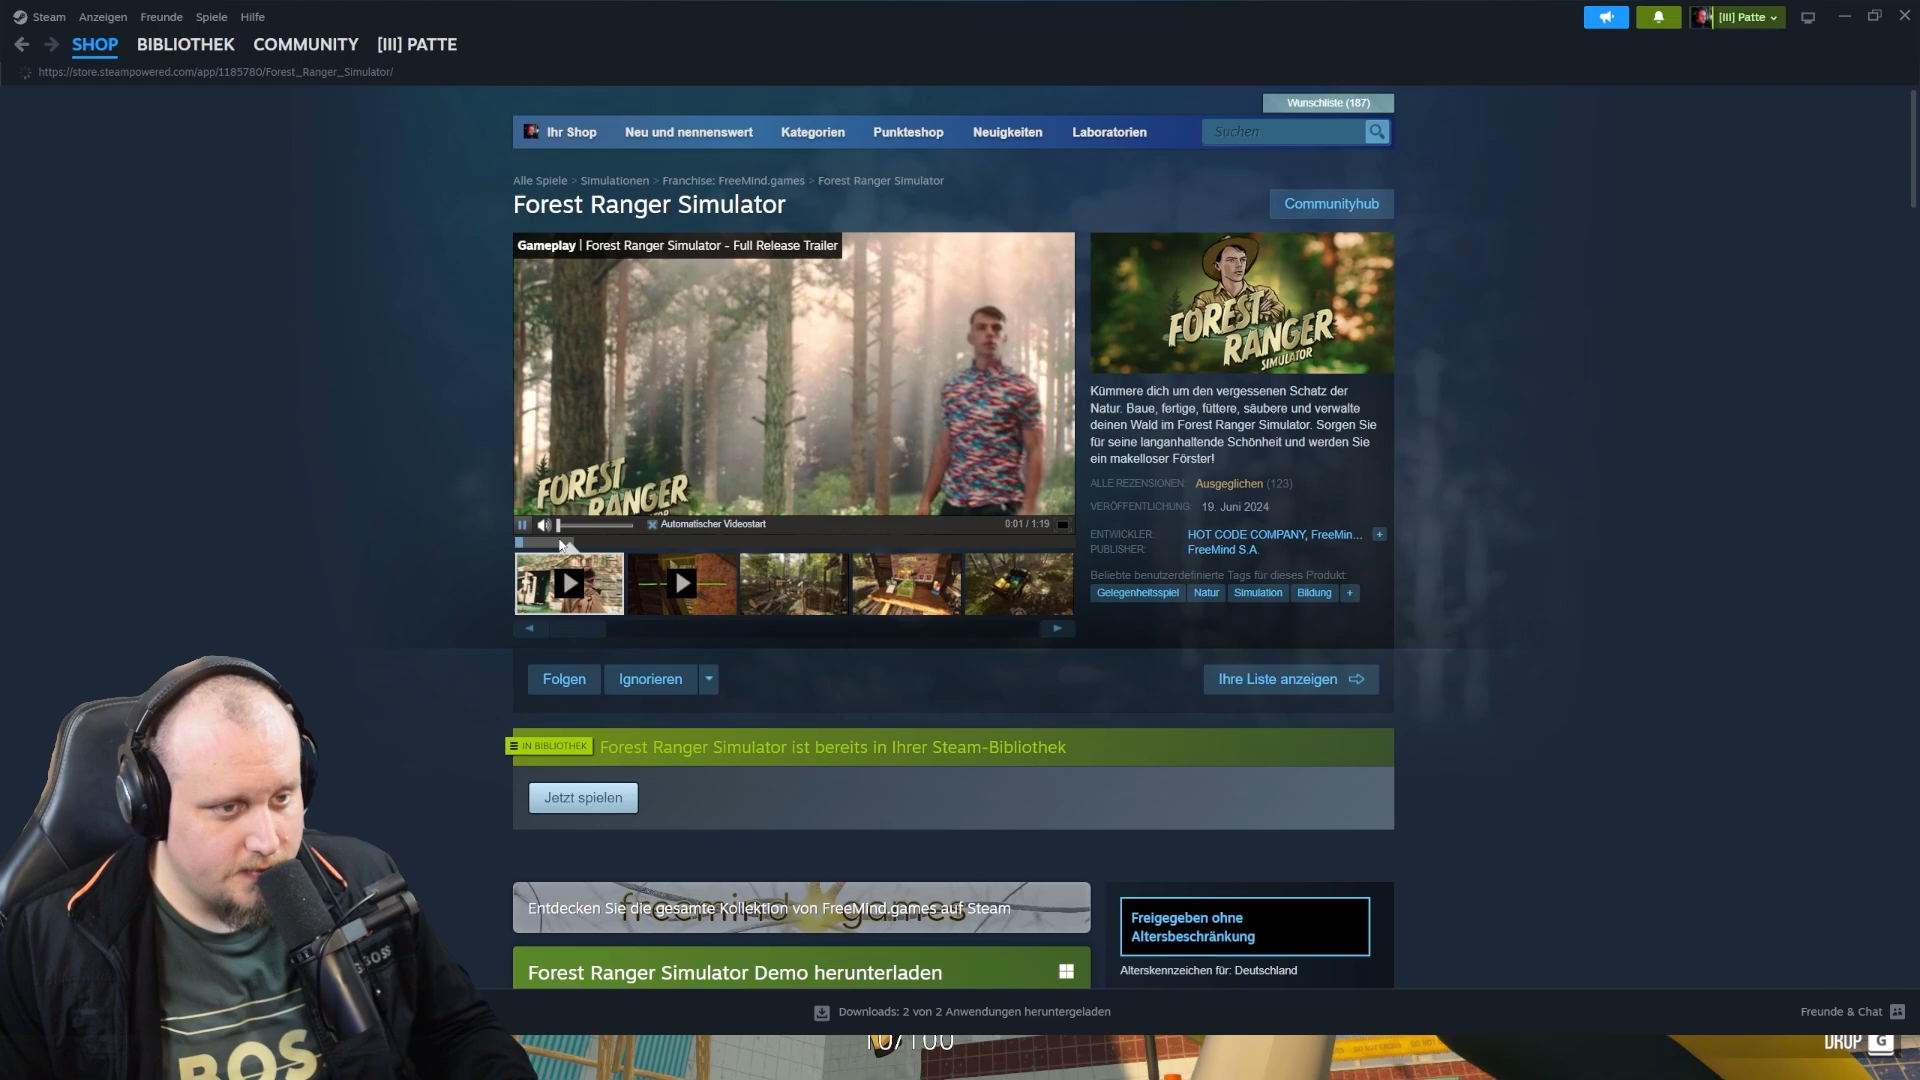 Steam Anzeigen Freunde Spiele Hilfe
[III] Patte
SHOP BIBLIOTHEK COMMUNITY [III] PATTE
https://store.steampowered.com/app/1185780/Forest_Ranger_Simulator/
Wunschliste (187)
Ihr Shop Neu und nennenswert Kategorien Punkteshop Neuigkeiten Laboratorien Suchen
Alle Spiele > Simulationen > Franchise: FreeMind.games > Forest Ranger Simulator
Forest Ranger Simulator
Communityhub
Gameplay | Forest Ranger Simulator - Full Release Trailer
FOREST
RANGER
Automatischer Videostart
0:01 / 1:19
FOREST
RANGER
SIMULATOR
Kümmere dich um den vergessenen Schatz der
Natur. Baue, fertige, füttere, säubere und verwalte
deinen Wald im Forest Ranger Simulator. Sorgen Sie
für seine langanhaltende Schönheit und werden Sie
ein makelloser Förster!
ALLE REZENSIONEN: Ausgeglichen (123)
VERÖFFENTLICHUNG: 19. Juni 2024
ENTWICKLER: HOT CODE COMPANY, FreeMin... +
PUBLISHER: FreeMind S.A.
Beliebte benutzerdefinierte Tags für dieses Produkt:
Gelegenheitsspiel Natur Simulation Bildung +
Folgen Ignorieren
Ihre Liste anzeigen
IN BIBLIOTHEK Forest Ranger Simulator ist bereits in Ihrer Steam-Bibliothek
Jetzt spielen
freemind games
Entdecken Sie die gesamte Kollektion von FreeMind.games auf Steam
Freigegeben ohne
Altersbeschränkung
Alterskennzeichen für: Deutschland
Forest Ranger Simulator Demo herunterladen
Downloads: 2 von 2 Anwendungen heruntergeladen
Freunde & Chat
10/100
DROP G
BOSS
BOS